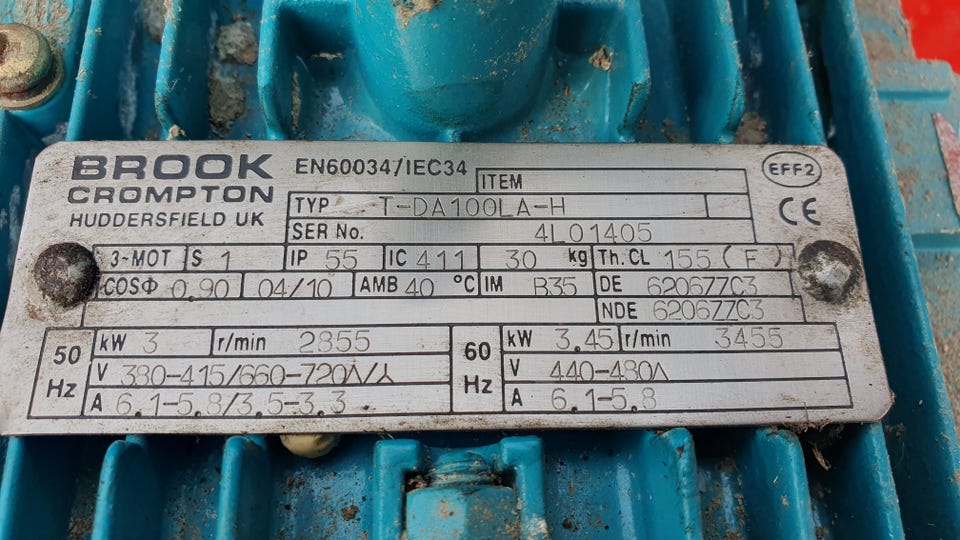 BROOK
CROMPTON
HUDDERSFIELD UK
EN60034/IEC34
ITEM
EFF2
TYP T-DA100LA-H
SER No. 4L01405
CE
3-MOT S 1 IP 55 IC 411 30 kg Th.CL 155 (F)
COSΦ 0.90 04/10 AMB 40 °C IM B35 DE 6206ZZC3
NDE 6206ZZC3
50 Hz
kW 3 r/min 2855
V 380-415/660-720Δ/⅄
A 6.1-5.8/3.5-3.3
60 Hz
kW 3.45 r/min 3455
V 440-480Δ
A 6.1-5.8